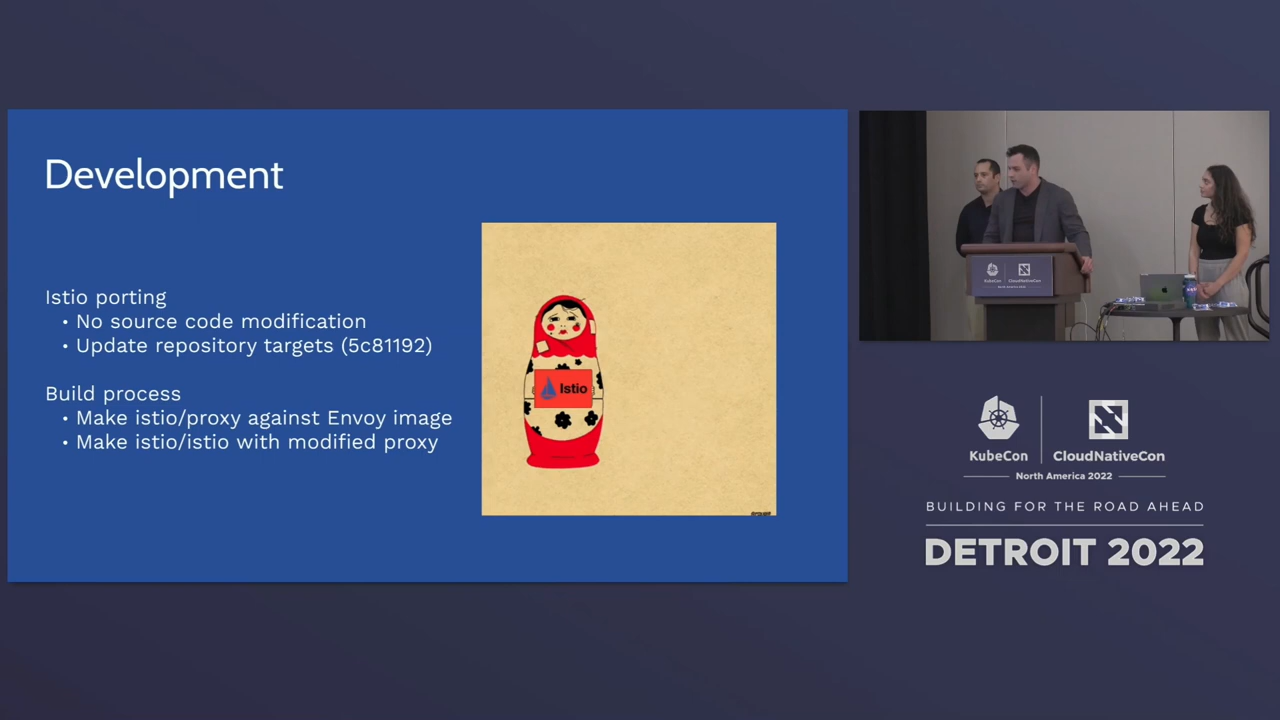 Development
Istio porting
• No source code modification
• Update repository targets (5c81192)
Build process
• Make istio/proxy against Envoy image
• Make istio/istio with modified proxy
Istio
KubeCon
CloudNativeCon
KubeCon
CloudNativeCon
North America 2022
BUILDING FOR THE ROAD AHEAD
DETROIT 2022